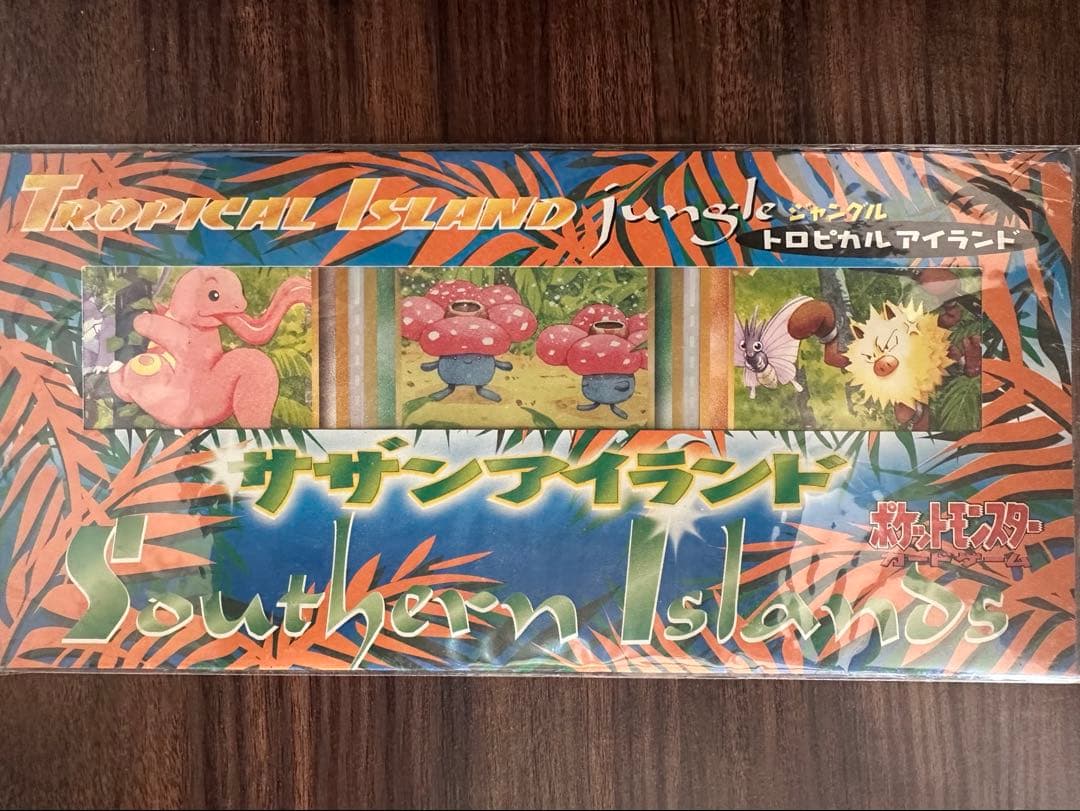 TROPICAL ISLAND jungle ジャングル
トロピカル アイランド
サザンアイランド
ポケットモンスター
カードゲーム
Southern Islands